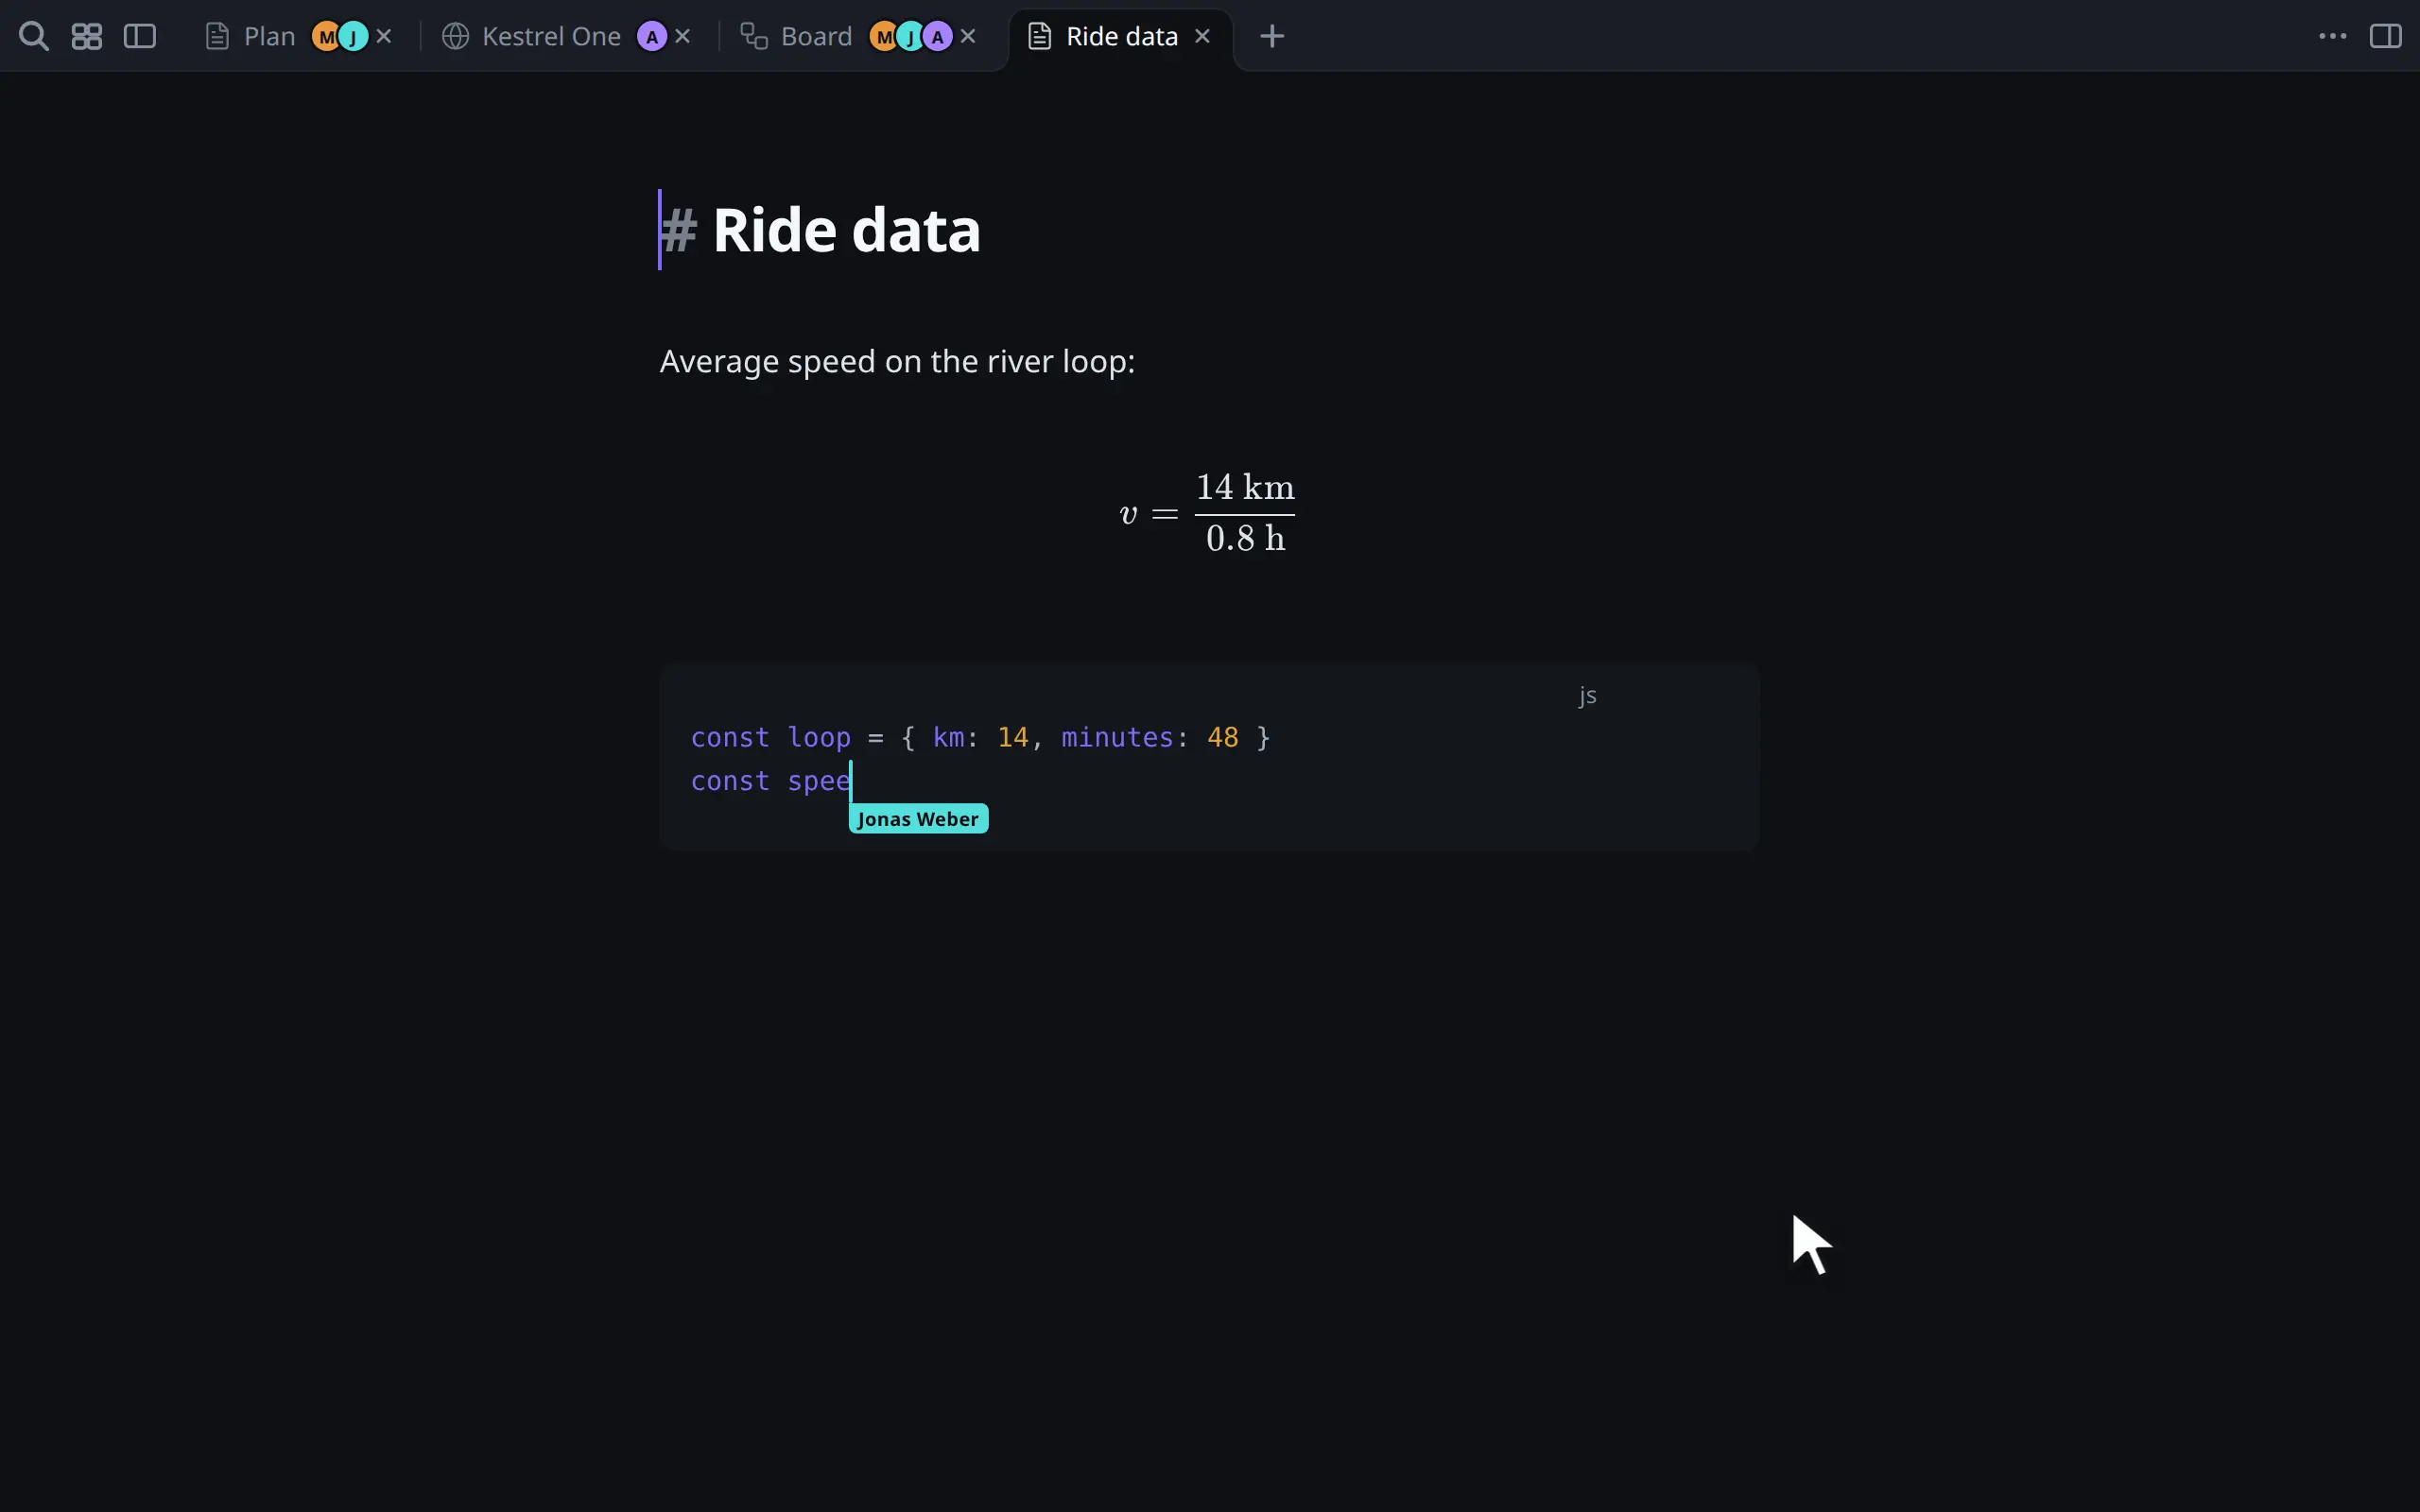 Plan M J
Kestrel One A
Board M J A
Ride data
# Ride data
Average speed on the river loop:
v = 14 km / 0.8 h
js
const loop = { km: 14, minutes: 48 }
const spee
Jonas Weber